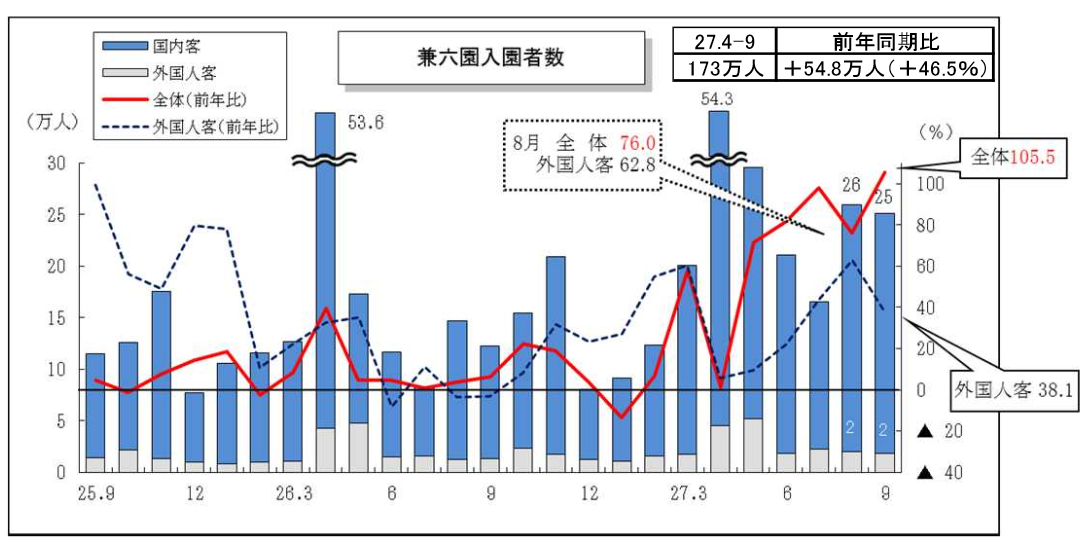 国内客
外国人客
全体(前年比)
外国人客(前年比)
兼六園入園者数
27.4-9 前年同期比
173万人 +54.8万人(+46.5%)
(万人)
53.6
54.3
8月 全 体 76.0
外国人客 62.8
(%)
全体105.5
30
25
20
15
10
5
0
26
25
2
2
100
80
60
40
20
0
▲ 20
▲ 40
外国人客 38.1
25.9 12 26.3 6 9 12 27.3 6 9